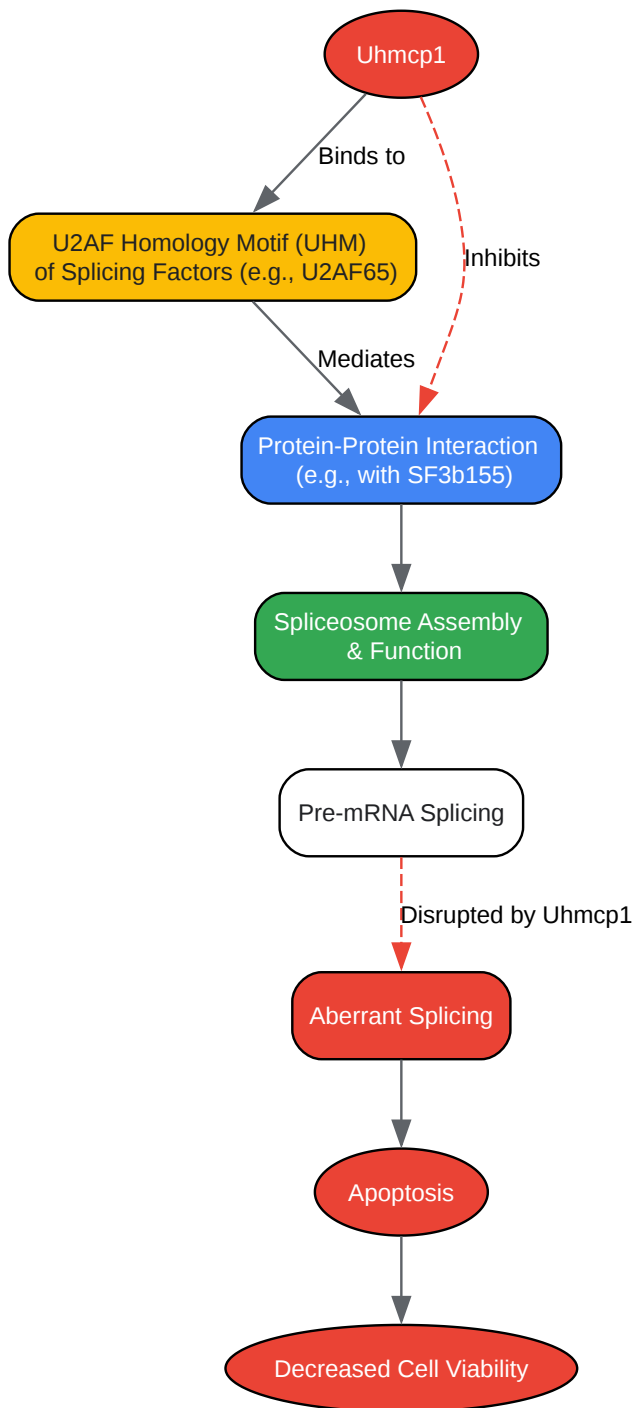 Uhmcp1
Binds to
U2AF Homology Motif (UHM)
of Splicing Factors (e.g., U2AF65)
Inhibits
Mediates
Protein-Protein Interaction
(e.g., with SF3b155)
Spliceosome Assembly
& Function
Pre-mRNA Splicing
Disrupted by Uhmcp1
Aberrant Splicing
Apoptosis
Decreased Cell Viability